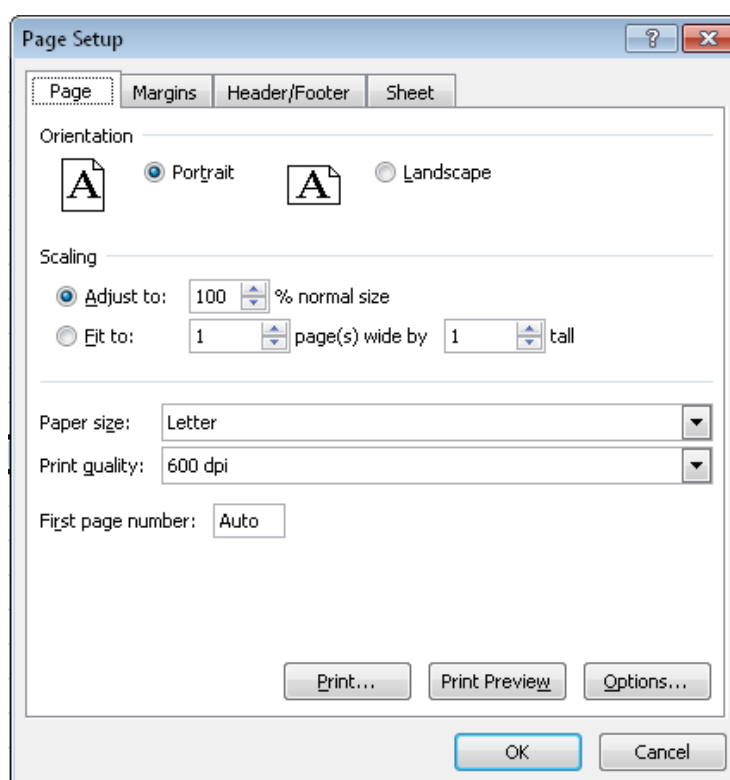 Page Setup
Page Margins Header/Footer Sheet
Orientation
A Portrait A Landscape
Scaling
Adjust to: 100 % normal size
Fit to: 1 page(s) wide by 1 tall
Paper size: Letter
Print quality: 600 dpi
First page number: Auto
Print... Print Preview Options...
OK Cancel